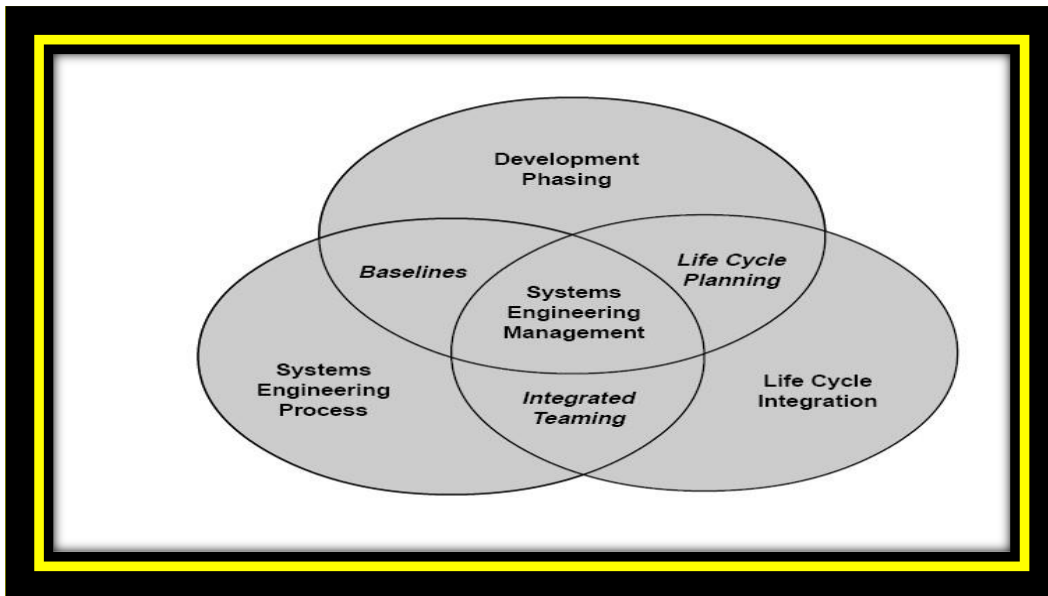 Development
Phasing
Baselines
Life Cycle
Planning
Systems
Engineering
Management
Systems
Engineering
Process
Integrated
Teaming
Life Cycle
Integration